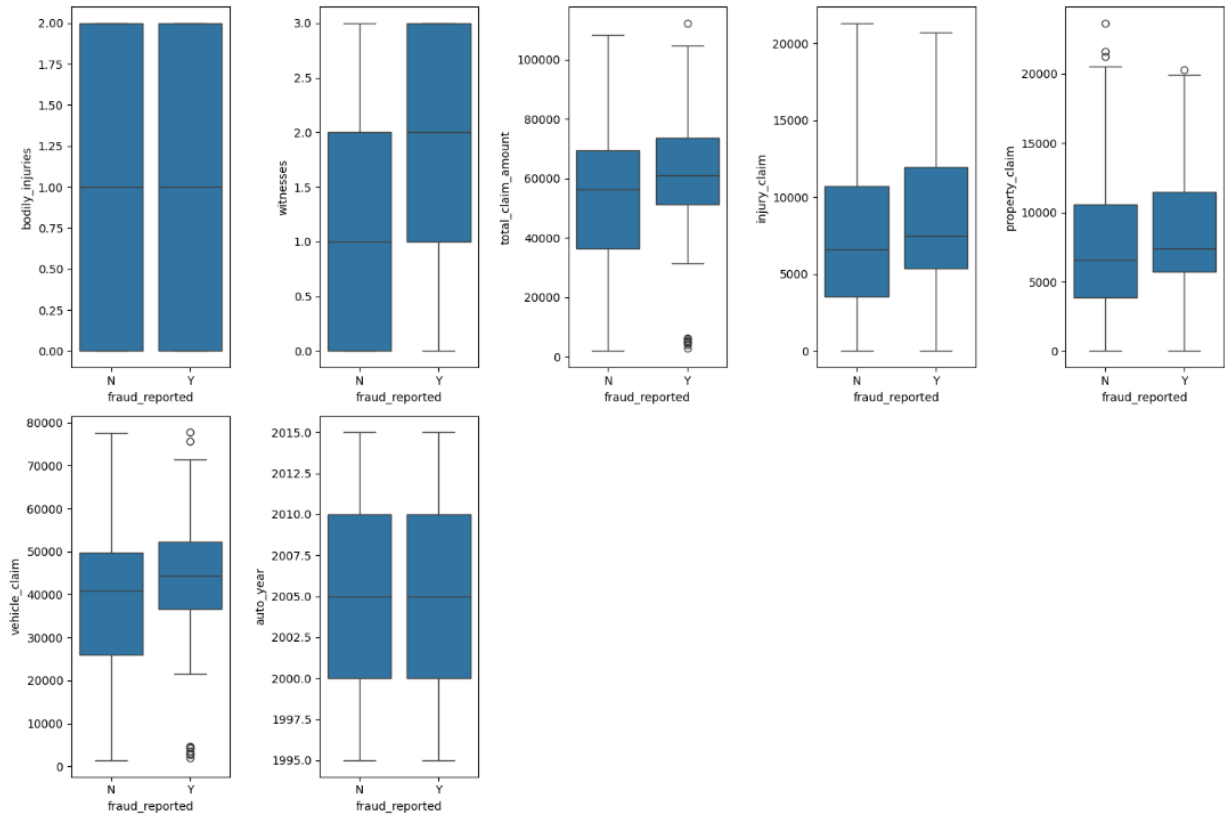 bodily_injuries
2.00
1.75
1.50
1.25
1.00
0.75
0.50
0.25
0.00
N Y
fraud_reported
witnesses
3.0
2.5
2.0
1.5
1.0
0.5
0.0
N Y
fraud_reported
total_claim_amount
100000
80000
60000
40000
20000
0
N Y
fraud_reported
injury_claim
20000
15000
10000
5000
0
N Y
fraud_reported
property_claim
20000
15000
10000
5000
0
N Y
fraud_reported
vehicle_claim
80000
70000
60000
50000
40000
30000
20000
10000
0
N Y
fraud_reported
auto_year
2015.0
2012.5
2010.0
2007.5
2005.0
2002.5
2000.0
1997.5
1995.0
N Y
fraud_reported